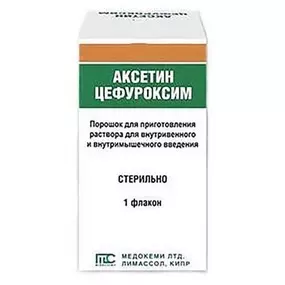 АКСЕТИН
ЦЕФУРОКСИМ
Порошок для приготовления
раствора для внутривенного
и внутримышечного введения
СТЕРИЛЬНО
1 флакон
МЕДОКЕМИ ЛТД.
ЛИМАССОЛ, КИПР